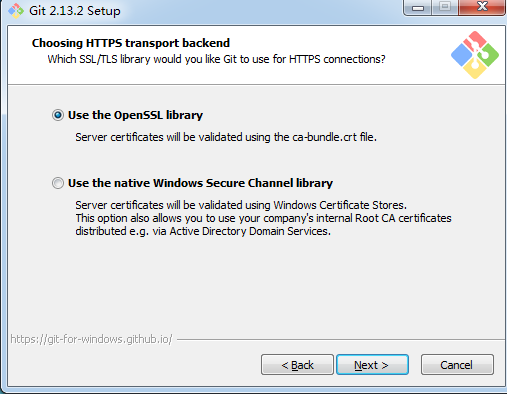 Git 2.13.2 Setup
Choosing HTTPS transport backend
Which SSL/TLS library would you like Git to use for HTTPS connections?
Use the OpenSSL library
Server certificates will be validated using the ca-bundle.crt file.
Use the native Windows Secure Channel library
Server certificates will be validated using Windows Certificate Stores.
This option also allows you to use your company's internal Root CA certificates
distributed e.g. via Active Directory Domain Services.
https://git-for-windows.github.io/
< Back Next > Cancel